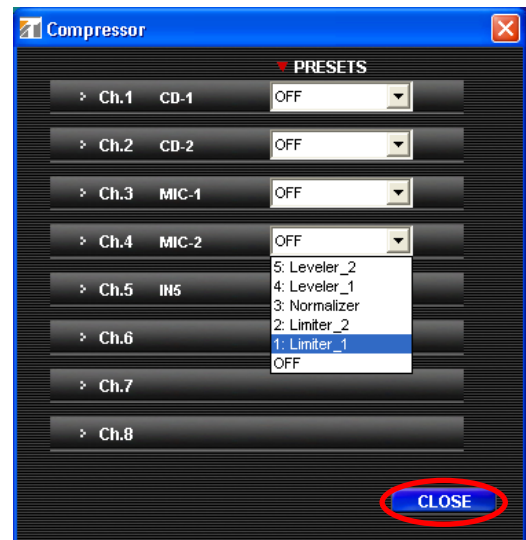 Compressor
PRESETS
Ch.1 CD-1 OFF
Ch.2 CD-2 OFF
Ch.3 MIC-1 OFF
Ch.4 MIC-2 OFF
5: Leveler_2
4: Leveler_1
3: Normalizer
2: Limiter_2
1: Limiter_1
OFF
Ch.5 IN5
Ch.6
Ch.7
Ch.8
CLOSE